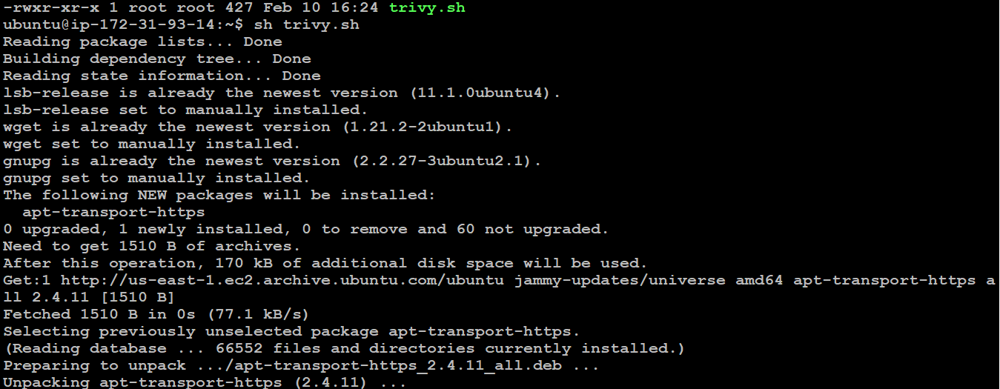 -rwxr-xr-x 1 root root 427 Feb 10 16:24 trivy.sh
ubuntu@ip-172-31-93-14:~$ sh trivy.sh
Reading package lists... Done
Building dependency tree... Done
Reading state information... Done
lsb-release is already the newest version (11.1.0ubuntu4).
lsb-release set to manually installed.
wget is already the newest version (1.21.2-2ubuntu1).
wget set to manually installed.
gnupg is already the newest version (2.2.27-3ubuntu2.1).
gnupg set to manually installed.
The following NEW packages will be installed:
  apt-transport-https
0 upgraded, 1 newly installed, 0 to remove and 60 not upgraded.
Need to get 1510 B of archives.
After this operation, 170 kB of additional disk space will be used.
Get:1 http://us-east-1.ec2.archive.ubuntu.com/ubuntu jammy-updates/universe amd64 apt-transport-https a
ll 2.4.11 [1510 B]
Fetched 1510 B in 0s (77.1 kB/s)
Selecting previously unselected package apt-transport-https.
(Reading database ... 66552 files and directories currently installed.)
Preparing to unpack .../apt-transport-https_2.4.11_all.deb ...
Unpacking apt-transport-https (2.4.11) ...